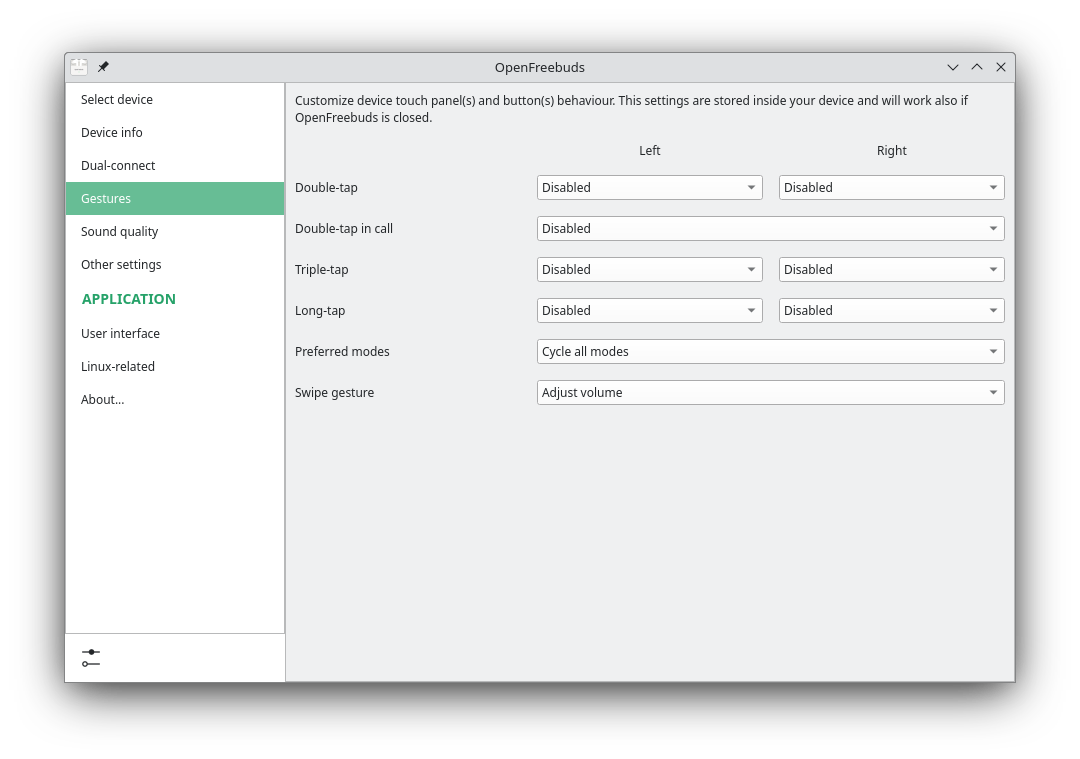 OpenFreebuds
Select device
Device info
Dual-connect
Gestures
Sound quality
Other settings
APPLICATION
User interface
Linux-related
About...
Customize device touch panel(s) and button(s) behaviour. This settings are stored inside your device and will work also if
OpenFreebuds is closed.
Left Right
Double-tap Disabled Disabled
Double-tap in call Disabled
Triple-tap Disabled Disabled
Long-tap Disabled Disabled
Preferred modes Cycle all modes
Swipe gesture Adjust volume